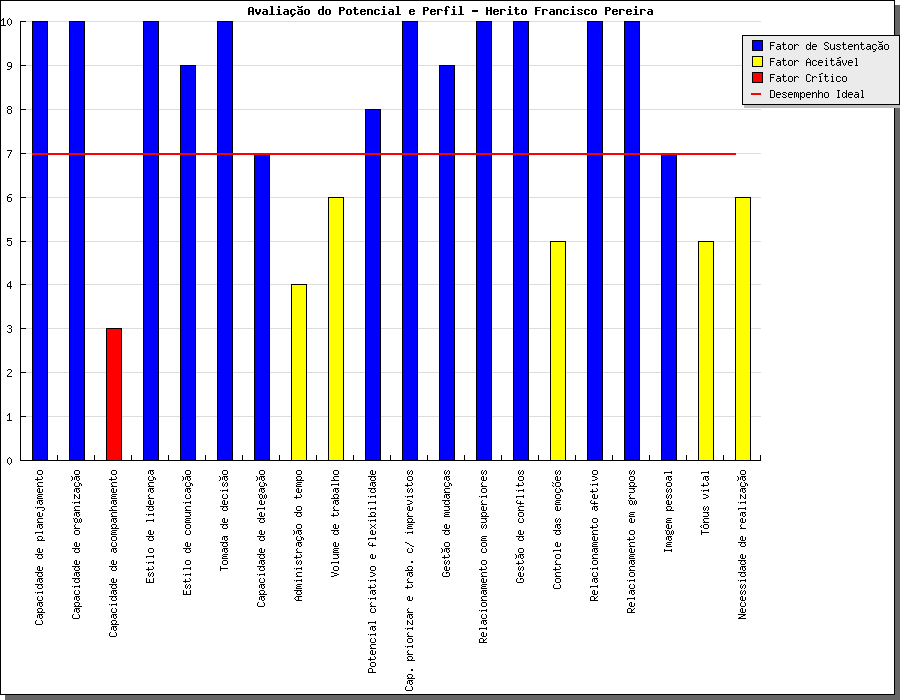 Avaliação do Potencial e Perfil - Herito Francisco Pereira
Fator de Sustentação
Fator Aceitável
Fator Crítico
Desempenho Ideal
10
9
8
7
6
5
4
3
2
1
0
Capacidade de planejamento
Capacidade de organização
Capacidade de acompanhamento
Estilo de liderança
Estilo de comunicação
Tomada de decisão
Capacidade de delegação
Administração do tempo
Volume de trabalho
Potencial criativo e flexibilidade
Cap. priorizar e trab. c/ imprevistos
Gestão de mudanças
Relacionamento com superiores
Gestão de conflitos
Controle das emoções
Relacionamento afetivo
Relacionamento em grupos
Imagem pessoal
Tônus vital
Necessidade de realização